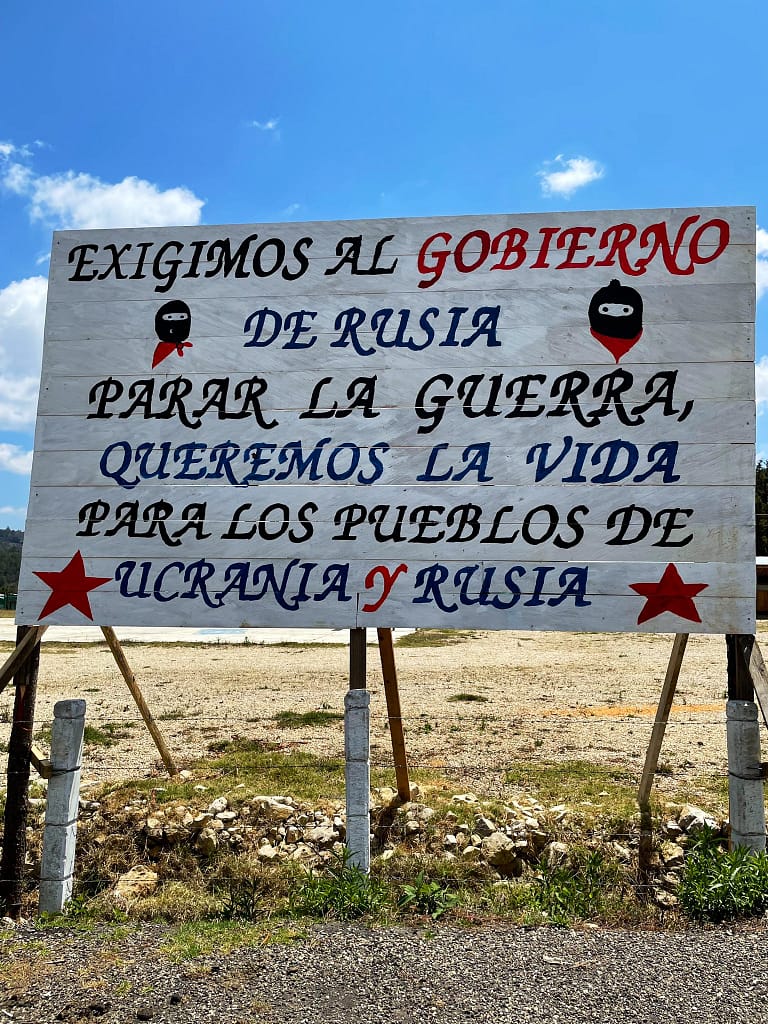 EXIGIMOS AL GOBIERNO
DE RUSIA
PARAR LA GUERRA,
QUEREMOS LA VIDA
PARA LOS PUEBLOS DE
UCRANIA Y RUSIA